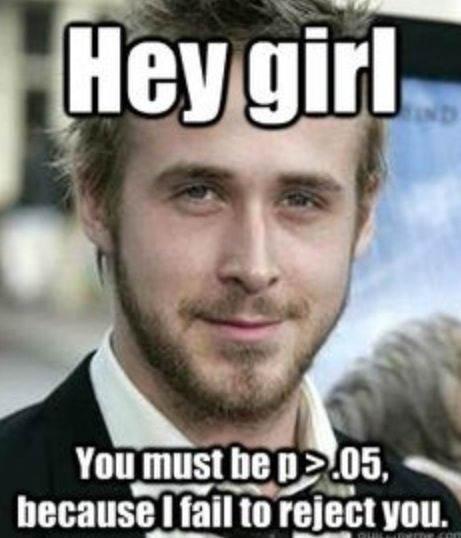 Hey girl
You must be p > .05,
because I fail to reject you.